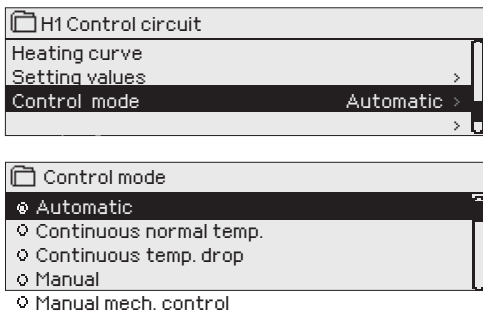 H1 Control circuit
Heating curve
Setting values >
Control mode Automatic >
>
Control mode
Automatic
Continuous normal temp.
Continuous temp. drop
Manual
Manual mech. control